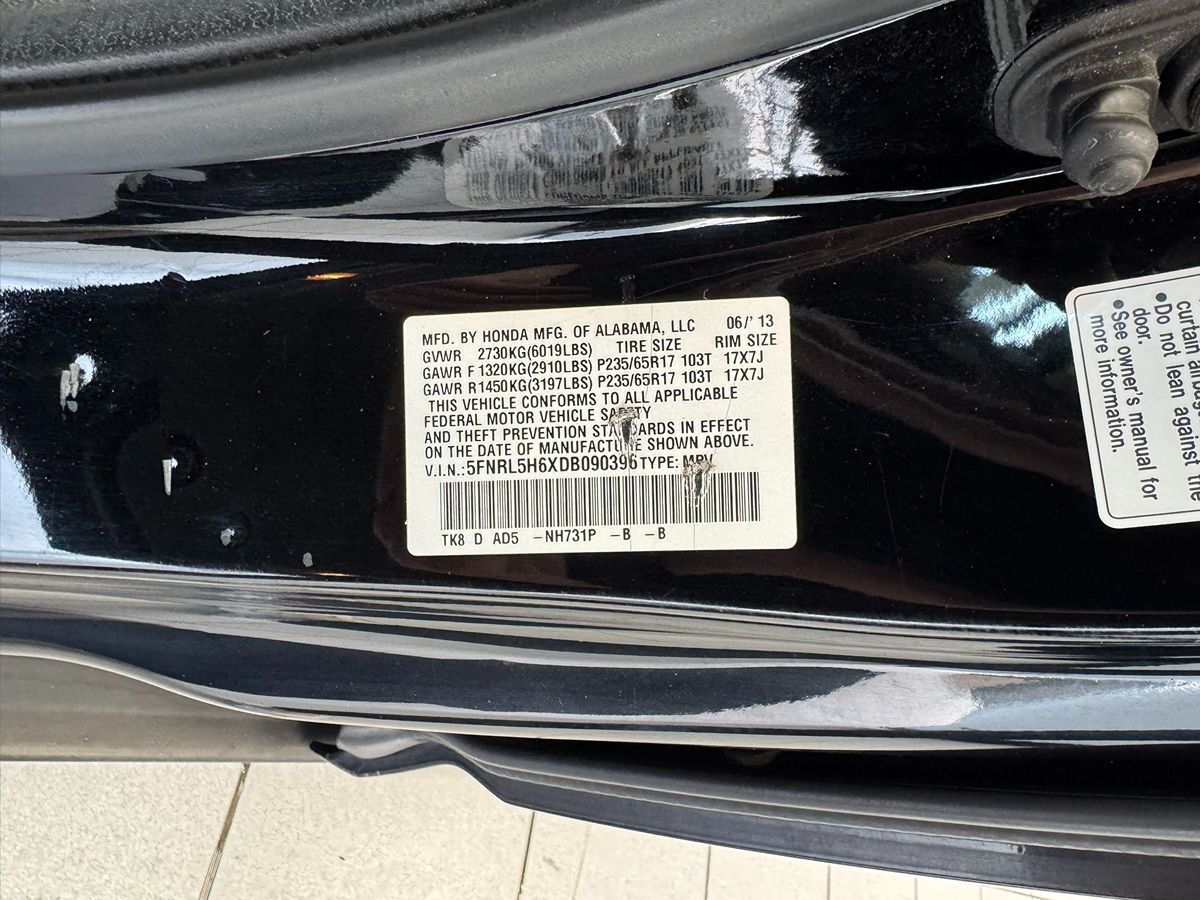 MFD. BY HONDA MFG. OF ALABAMA, LLC 06/'13
GVWR 2730KG(6019LBS) TIRE SIZE RIM SIZE
GAWR F 1320KG(2910LBS) P235/65R17 103T 17X7J
GAWR R 1450KG(3197LBS) P235/65R17 103T 17X7J
THIS VEHICLE CONFORMS TO ALL APPLICABLE
FEDERAL MOTOR VEHICLE SAFETY
AND THEFT PREVENTION STANDARDS IN EFFECT
ON THE DATE OF MANUFACTURE SHOWN ABOVE.
V.I.N.: 5FNRL5H6XDB090396 TYPE: MPV
TK8 D AD5 -NH731P -B -B
curtain airbag
•Do not lean against the
door.
•See owner's manual for
more information.